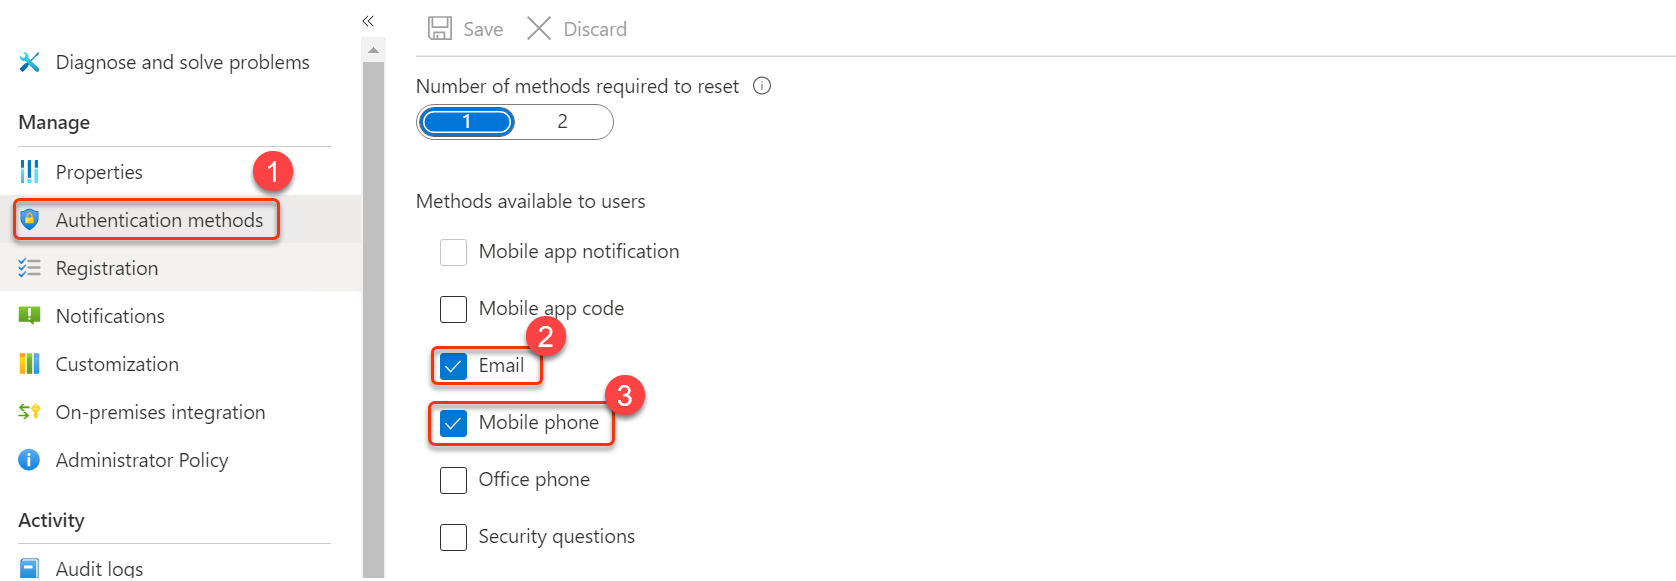 «
Diagnose and solve problems
Manage
Properties
1
Authentication methods
Registration
Notifications
Customization
On-premises integration
Administrator Policy
Activity
Audit logs
Save Discard
Number of methods required to reset
1 2
Methods available to users
Mobile app notification
Mobile app code
2
Email
3
Mobile phone
Office phone
Security questions